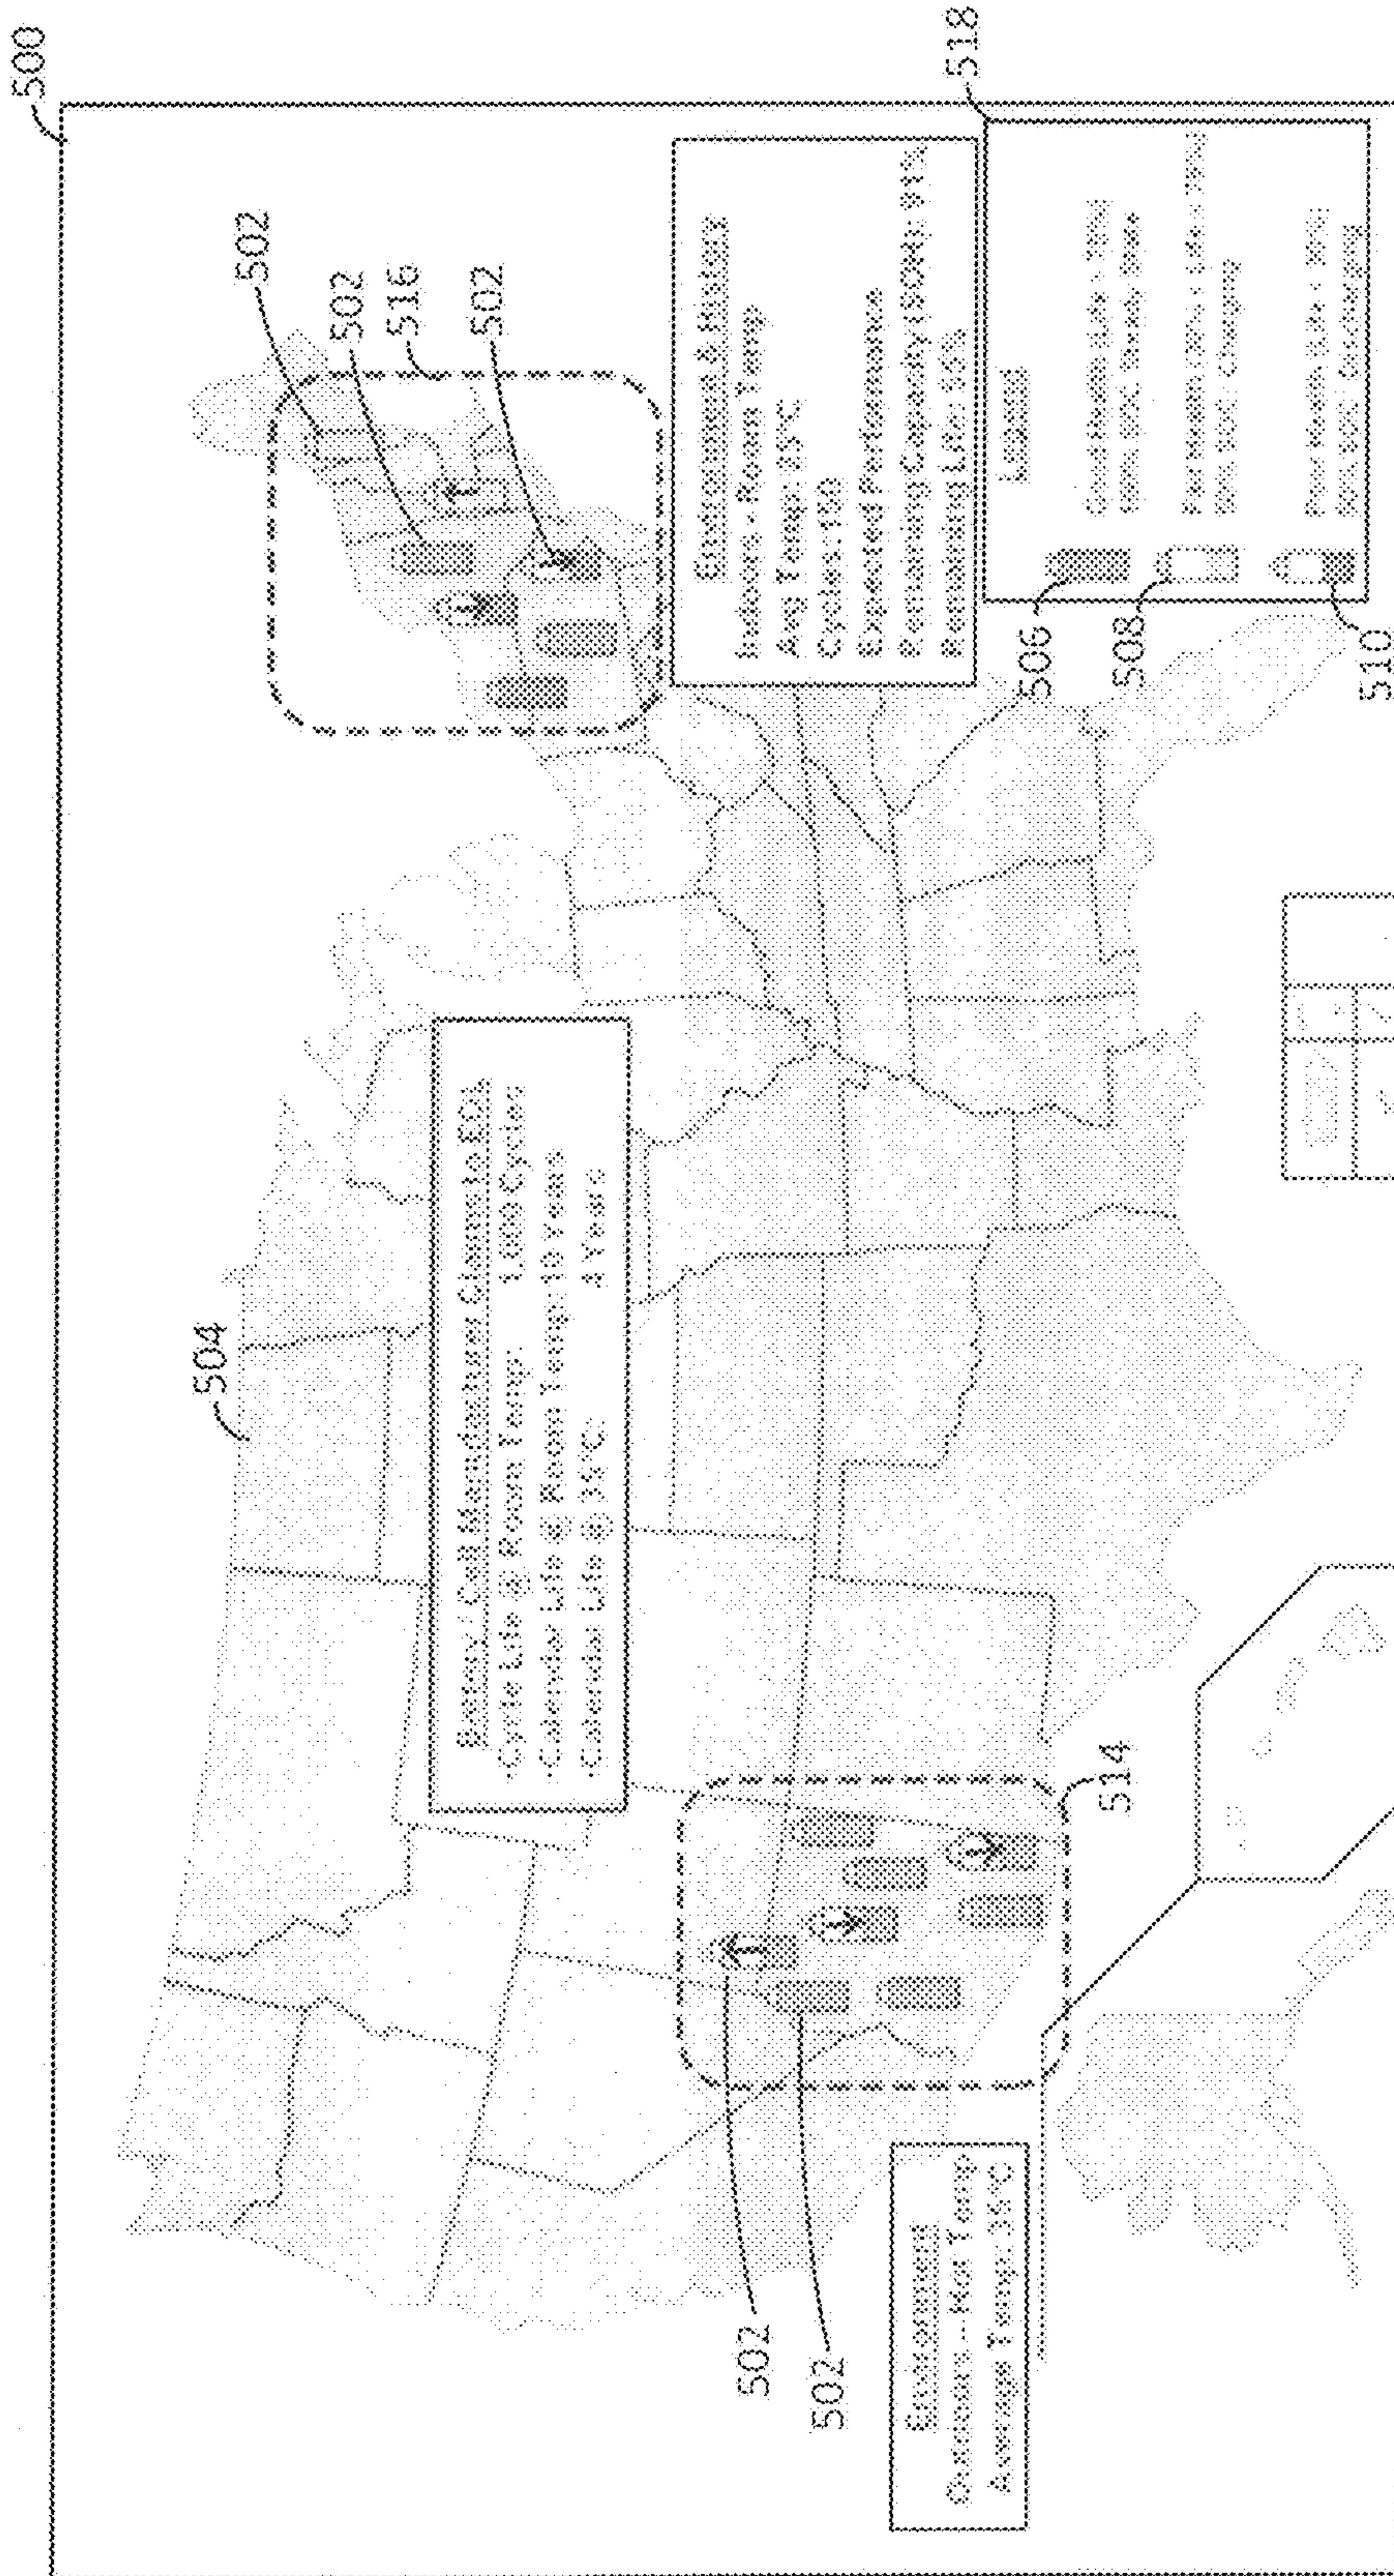 500
504
502
502
516
502
Battery / Cell Manufacturer Claims to EOL
-Cycle Life @ Room Temp: 1,000 Cycles
-Calendar Life @ Room Temp: 10 Years
-Calendar Life @ 35°C: 4 Years
Environment & History
Indoors - Room Temp
Avg Temp: 25°C
Cycles: 150
Expected Performance
Remaining Capacity (SOH): 91%
Remaining Life: 55%
502
502
Environment
Outdoors - Hot Temp
Average Temp: 35°C
514
518
Legend
506
508
510